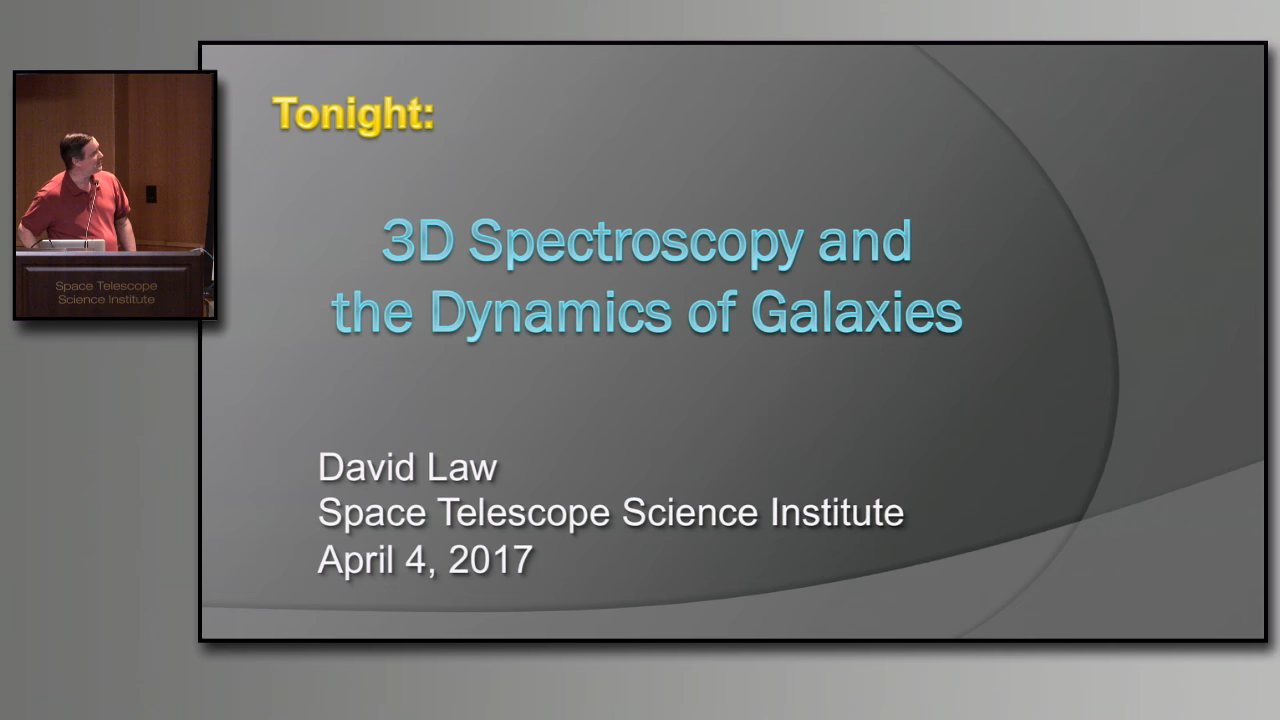 Tonight:
3D Spectroscopy and
the Dynamics of Galaxies
David Law
Space Telescope Science Institute
April 4, 2017
Space Telescope
Science Institute